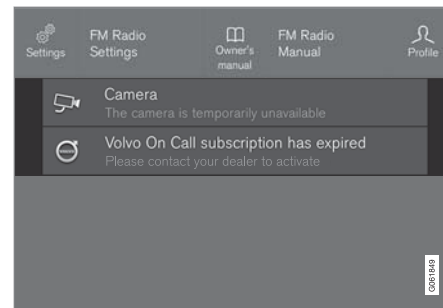 Settings
FM Radio
Settings
Owner's
manual
FM Radio
Manual
Profile
Camera
The camera is temporarily unavailable
Volvo On Call subscription has expired
Please contact your dealer to activate
G061849